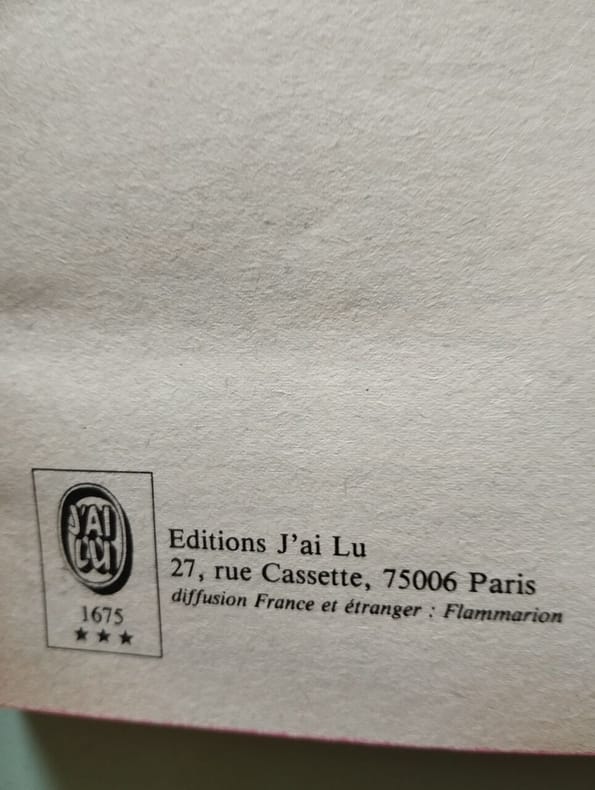 J'AI
LU
1675
★★★
Editions J'ai Lu
27, rue Cassette, 75006 Paris
diffusion France et étranger : Flammarion